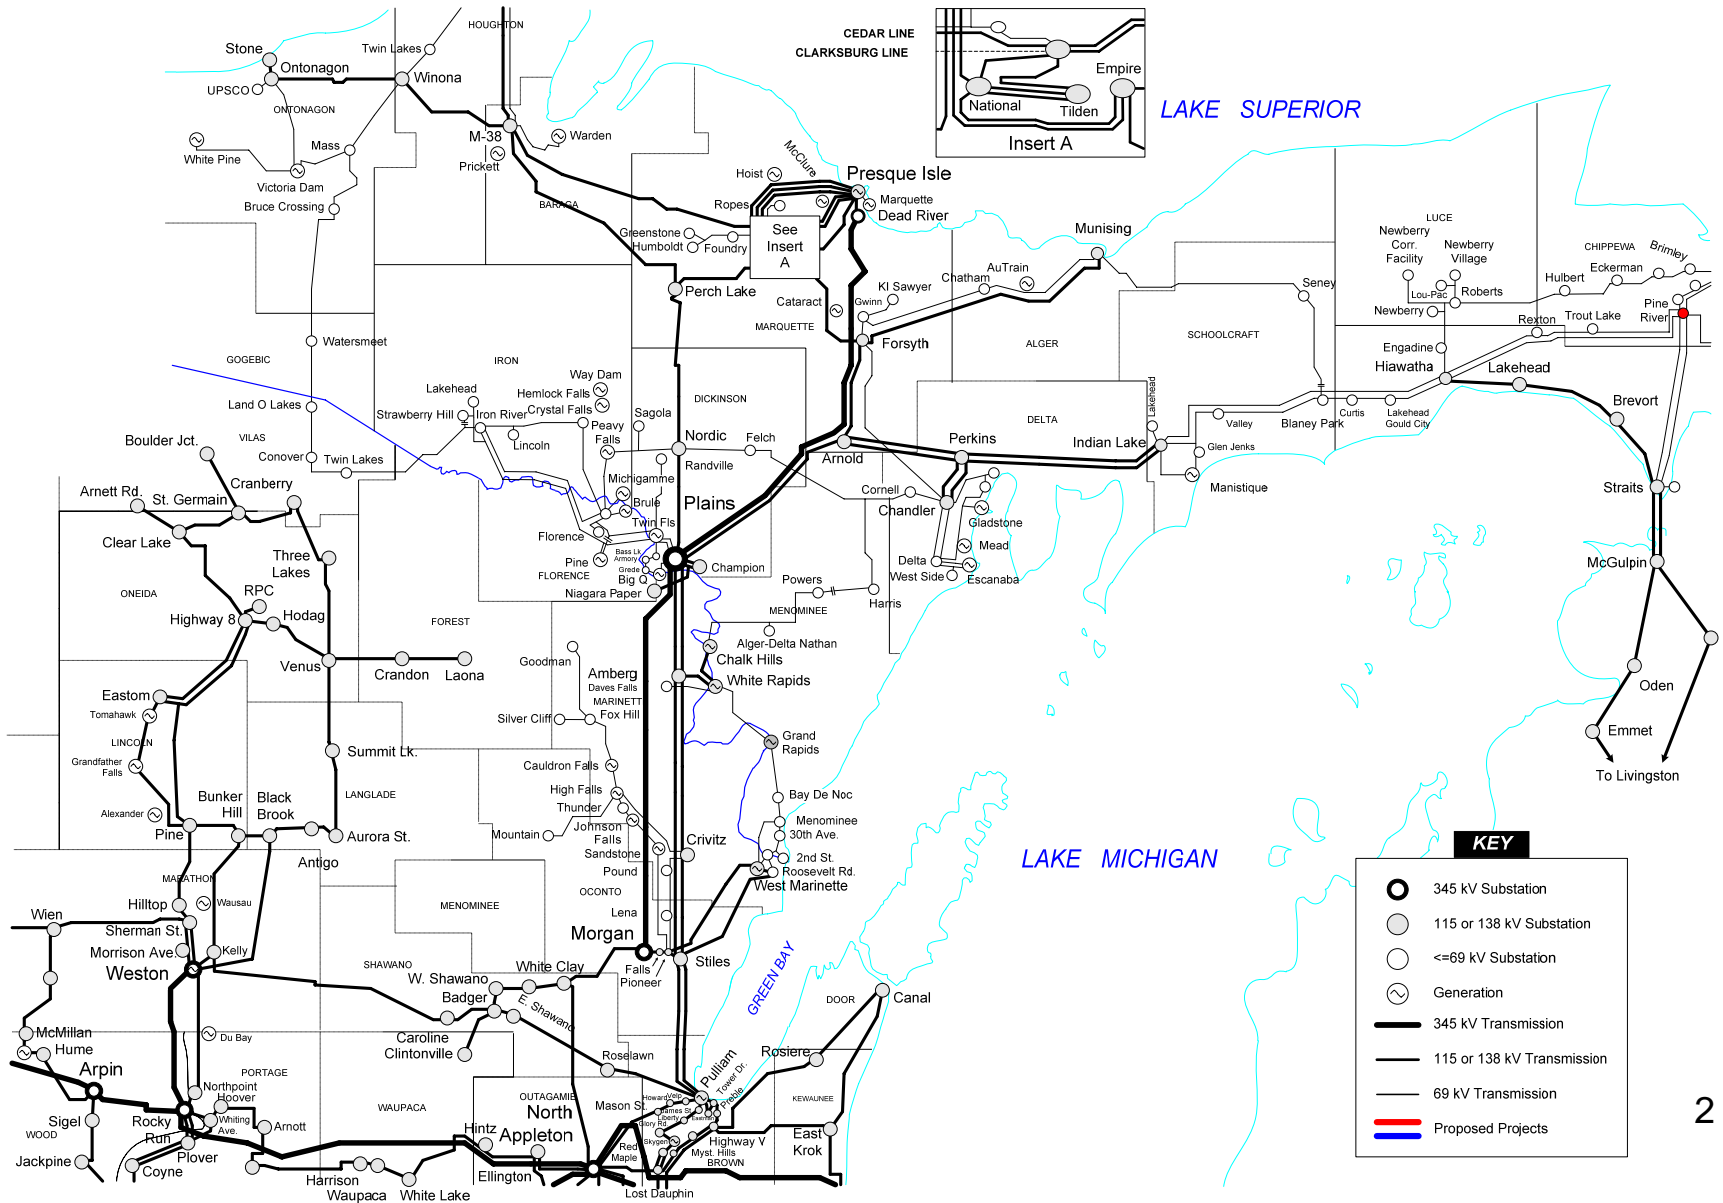 HOUGHTON
CEDAR LINE
CLARKSBURG LINE
Empire
National
Tilden
Insert A
LAKE SUPERIOR
Stone
Twin Lakes
Ontonagon
Winona
UPSCO
ONTONAGON
M-38
Warden
Mass
Prickett
White Pine
Victoria Dam
Bruce Crossing
BARAGA
McClure
Hoist
Presque Isle
Ropes
Marquette
Dead River
Greenstone
Humboldt
Foundry
See
Insert
A
Munising
LUCE
Newberry
Corr.
Facility
Newberry
Village
CHIPPEWA
Brimley
Eckerman
Hulbert
Perch Lake
Cataract
KI Sawyer
Chatham
AuTrain
Gwinn
Seney
Lou-Pac
Roberts
Newberry
Pine
River
Trout Lake
Rexton
MARQUETTE
Forsyth
ALGER
SCHOOLCRAFT
Engadine
Hiawatha
Lakehead
Brevort
Watersmeet
GOGEBIC
IRON
Way Dam
Hemlock Falls
Crystal Falls
Lakehead
Strawberry Hill
Iron River
Lincoln
Peavy
Falls
Sagola
DICKINSON
Land O Lakes
VILAS
Conover
Twin Lakes
Boulder Jct.
Nordic
Randville
Felch
Arnold
Perkins
DELTA
Indian Lake
Lakehead
Valley
Glen Jenks
Blaney Park
Curtis
Lakehead
Gould City
Manistique
Straits
McGulpin
Arnett Rd.
St. Germain
Cranberry
Clear Lake
Three
Lakes
Michigamme
Brule
Twin Fls
Plains
Florence
Pine
FLORENCE
Bass Lk
Armory
Grede
Big Q
Niagara Paper
Champion
Cornell
Chandler
Gladstone
Mead
Delta
West Side
Escanaba
Powers
Harris
MENOMINEE
Alger-Delta Nathan
ONEIDA
RPC
Highway 8
Hodag
FOREST
Venus
Crandon
Laona
Goodman
Amberg
Daves Falls
MARINETT
Fox Hill
Silver Cliff
Chalk Hills
White Rapids
Grand
Rapids
Oden
Emmet
To Livingston
Eastom
Tomahawk
LINCOLN
Grandfather
Falls
Summit Lk.
LANGLADE
Alexander
Pine
Bunker
Hill
Black
Brook
Antigo
Aurora St.
Cauldron Falls
High Falls
Thunder
Mountain
Johnson
Falls
Sandstone
Pound
Crivitz
Bay De Noc
Menominee
30th Ave.
2nd St.
Roosevelt Rd.
West Marinette
LAKE MICHIGAN
KEY
345 kV Substation
115 or 138 kV Substation
<=69 kV Substation
Generation
345 kV Transmission
115 or 138 kV Transmission
69 kV Transmission
Proposed Projects
2
MARATHON
Hilltop
Wausau
Wien
Sherman St.
Morrison Ave.
Kelly
Weston
MENOMINEE
OCONTO
Lena
Morgan
Falls
Pioneer
Stiles
SHAWANO
W. Shawano
White Clay
Badger
E. Shawano
Caroline
Clintonville
GREEN BAY
DOOR
Canal
McMillan
Hume
Arpin
Du Bay
PORTAGE
Northpoint
Hoover
Whiting
Ave.
Arnott
Sigel
WOOD
Rocky
Run
Plover
Jackpine
Coyne
WAUPACA
Harrison
Waupaca
White Lake
Hintz
Ellington
North
Appleton
OUTAGAMIE
Roselawn
Pulliam
Tower Dr.
Preble
Mason St.
Howard
Velp
James St.
Liberty
Eastman
Glory Rd.
Skygen
Red
Maple
Highway V
Myst. Hills
BROWN
Lost Dauphin
Rosiere
KEWAUNEE
East
Krok